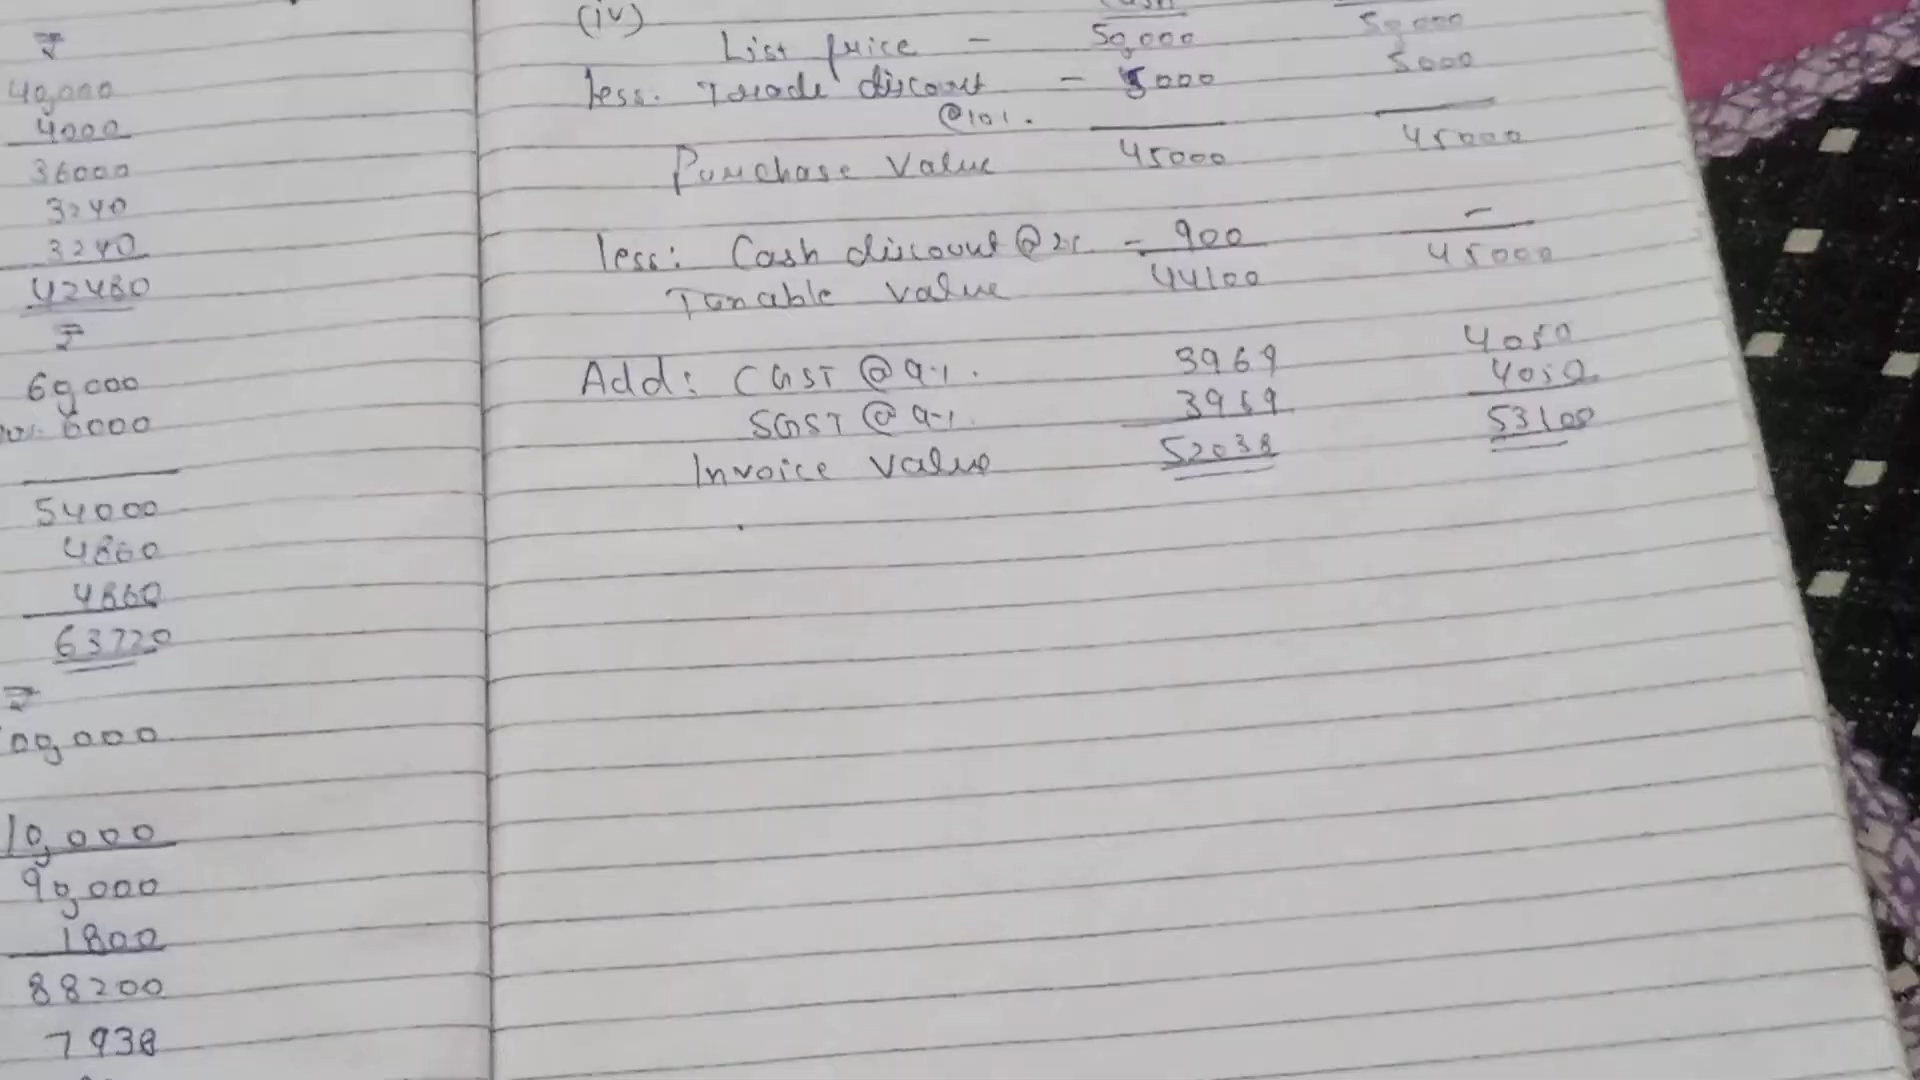 ₹
40,000
4000
36000
3240
3240
42480
₹
60,000
6000
54000
4860
4860
63720
₹
00,000
10,000
90,000
1800
88200
7938
(iv)
List price - 50,000 50,000
less. Trade discount - 5000 5000
@10%.
Purchase Value 45000 45000
less: Cash discount @2% - 900 -
Taxable value 44100 45000
Add: CGST @9%. 3969 4050
SGST @9%. 3969 4050
Invoice value 52038 53100